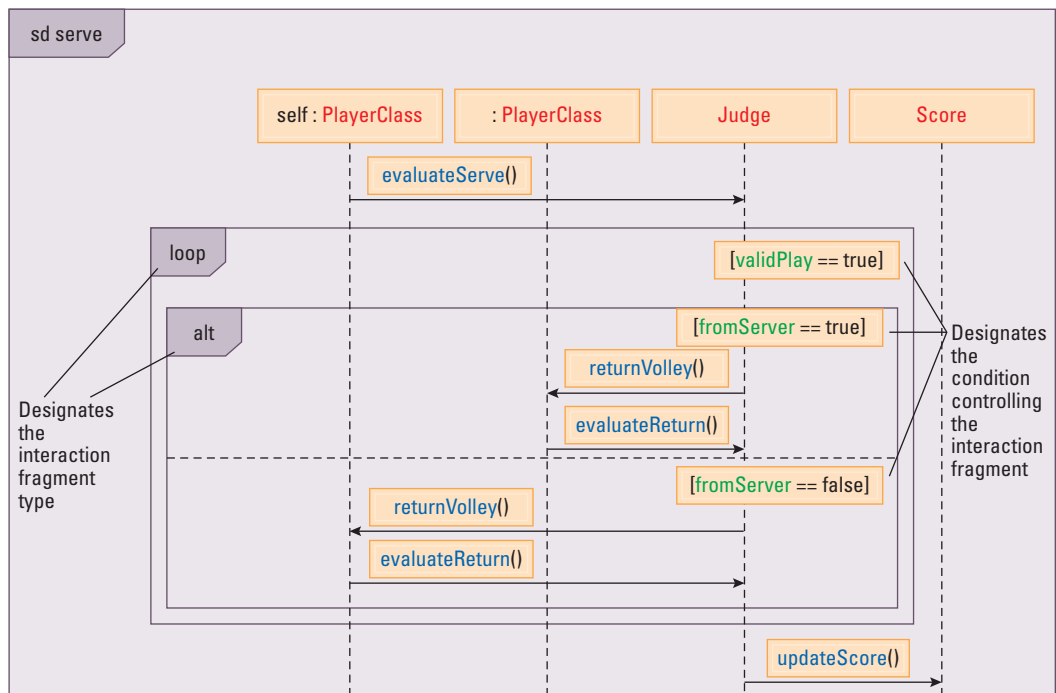 sd serve
self : PlayerClass
: PlayerClass
Judge
Score
evaluateServe()
loop
[validPlay == true]
alt
[fromServer == true]
returnVolley()
evaluateReturn()
[fromServer == false]
returnVolley()
evaluateReturn()
updateScore()
Designates
the
interaction
fragment
type
Designates
the
condition
controlling
the
interaction
fragment